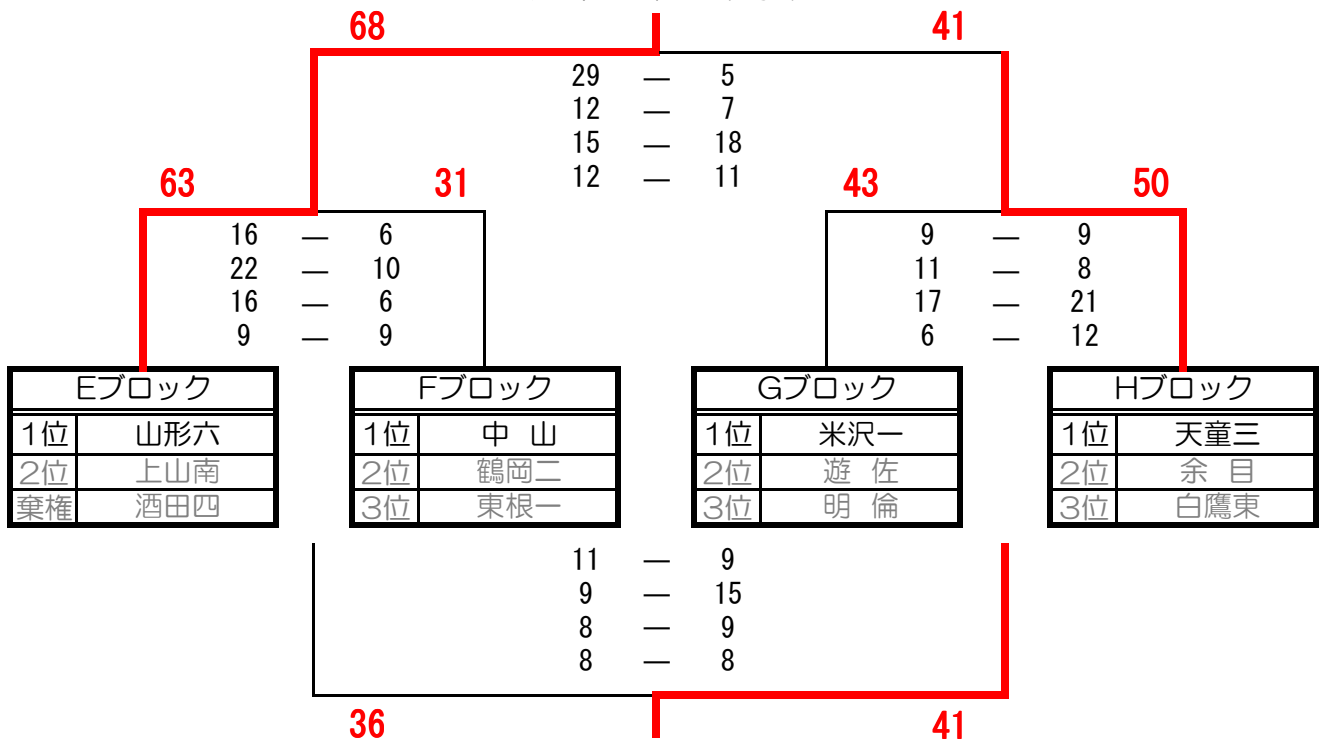 68 41
29 — 5
12 — 7
15 — 18
12 — 11
63 31 43 50
16 — 6 9 — 9
22 — 10 11 — 8
16 — 6 17 — 21
9 — 9 6 — 12
Eブロック Fブロック Gブロック Hブロック
1位 山形六 1位 中 山 1位 米沢一 1位 天童三
2位 上山南 2位 鶴岡二 2位 遊 佐 2位 余 目
棄権 酒田四 3位 東根一 3位 明 倫 3位 白鷹東
11 — 9
9 — 15
8 — 9
8 — 8
36 41